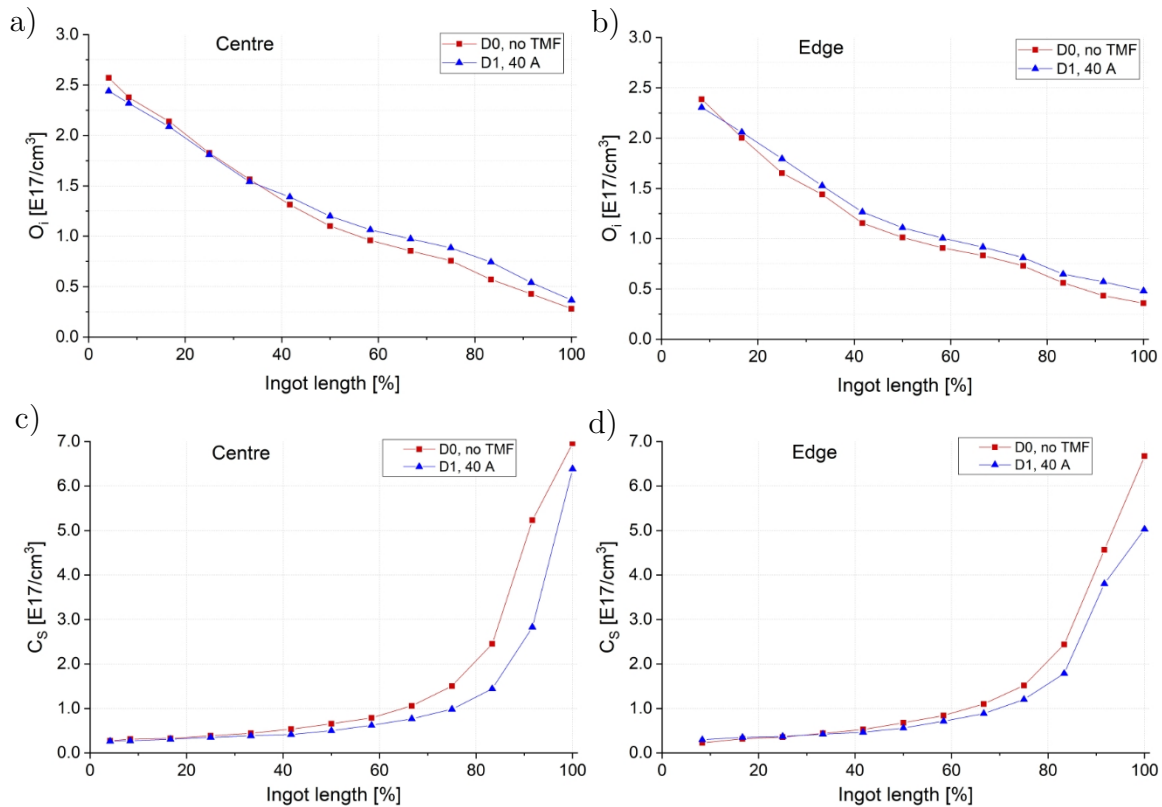 a)
Centre
D0, no TMF
D1, 40 A
3.0
2.5
2.0
1.5
1.0
0.5
0.0
O_i [E17/cm³]
0 20 40 60 80 100
Ingot length [%]
b)
Edge
D0, no TMF
D1, 40 A
3.0
2.5
2.0
1.5
1.0
0.5
0.0
O_i [E17/cm³]
0 20 40 60 80 100
Ingot length [%]
c)
Centre
D0, no TMF
D1, 40 A
7.0
6.0
5.0
4.0
3.0
2.0
1.0
0.0
C_S [E17/cm³]
0 20 40 60 80 100
Ingot length [%]
d)
Edge
D0, no TMF
D1, 40 A
7.0
6.0
5.0
4.0
3.0
2.0
1.0
0.0
C_S [E17/cm³]
0 20 40 60 80 100
Ingot length [%]